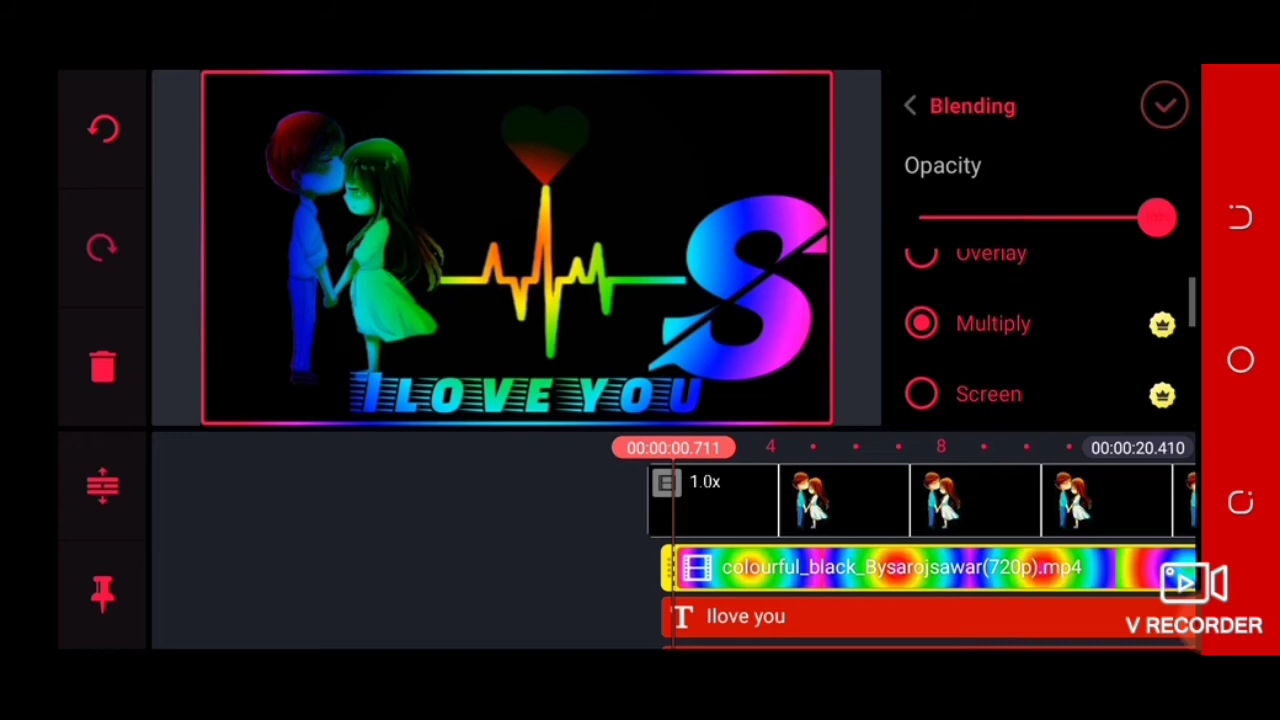 Blending
Opacity
Overlay
Multiply
Screen
S
I LOVE YOU
00:00:00.711
4
8
00:00:20.410
1.0x
colourful_black_Bysarojsawar(720p).mp4
T Ilove you
V RECORDER